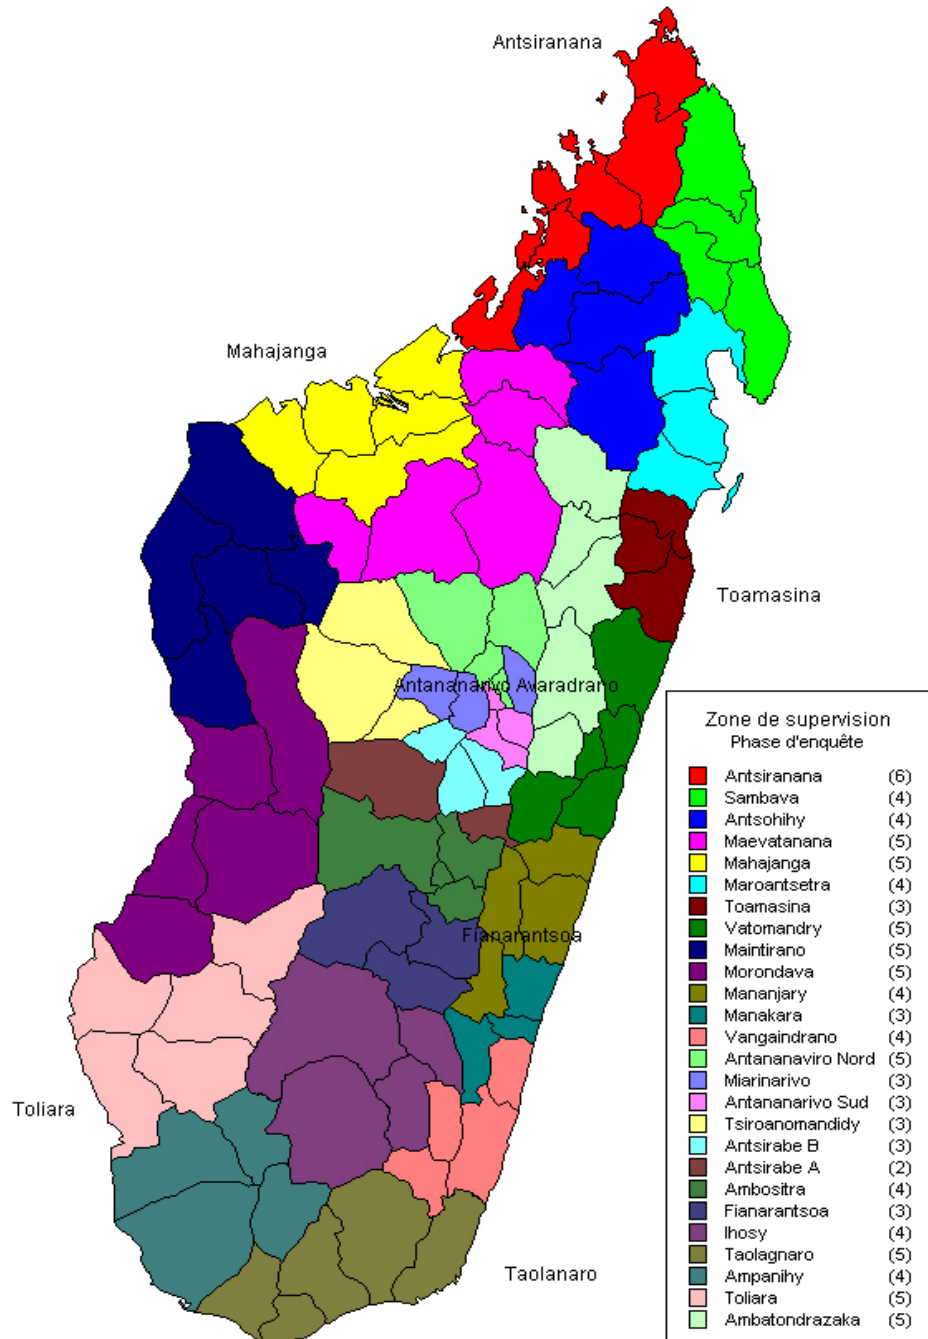 Antsiranana
Mahajanga
Toamasina
Antananarivo Avaradrano
Fianarantsoa
Toliara
Taolanaro
Zone de supervision
Phase d'enquête
Antsiranana (6)
Sambava (4)
Antsohihy (4)
Maevatanana (5)
Mahajanga (5)
Maroantsetra (4)
Toamasina (3)
Vatomandry (5)
Maintirano (5)
Morondava (5)
Mananjary (4)
Manakara (3)
Vangaindrano (4)
Antananaviro Nord (5)
Miarinarivo (3)
Antananarivo Sud (3)
Tsiroanomandidy (3)
Antsirabe B (3)
Antsirabe A (2)
Ambositra (4)
Fianarantsoa (3)
Ihosy (4)
Taolagnaro (5)
Ampanihy (4)
Toliara (5)
Ambatondrazaka (5)